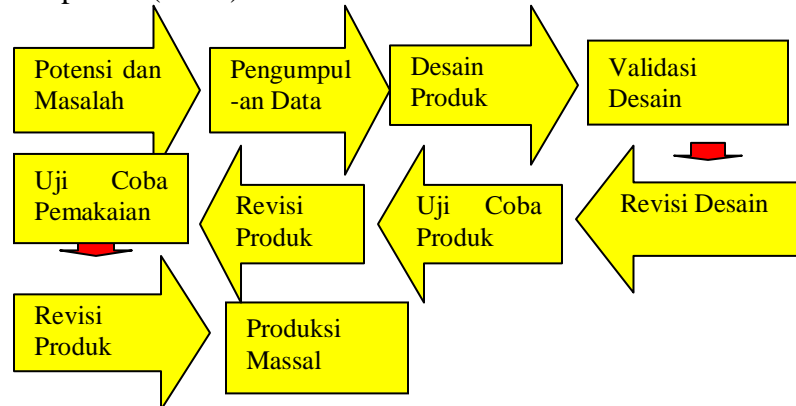 Potensi dan
Masalah
Pengumpul
-an Data
Desain
Produk
Validasi
Desain
Revisi Desain
Uji Coba
Produk
Revisi
Produk
Uji Coba
Pemakaian
Revisi
Produk
Produksi
Massal